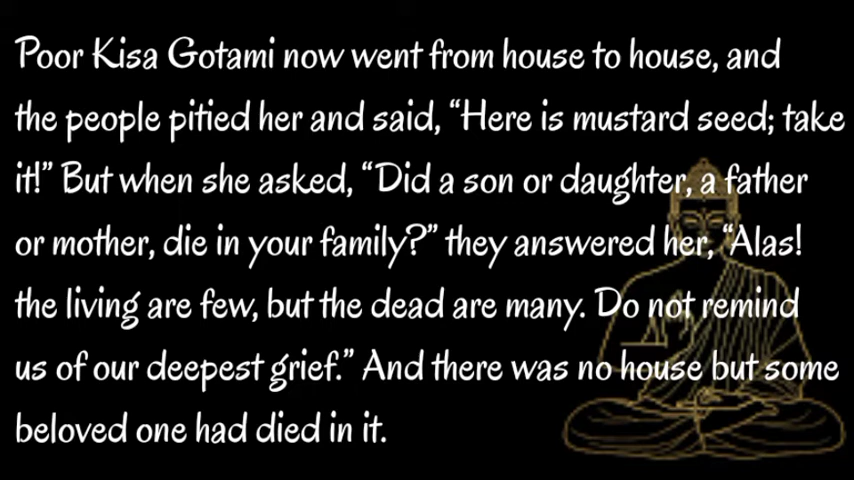 Poor Kisa Gotami now went from house to house, and
the people pitied her and said, “Here is mustard seed; take
it!” But when she asked, “Did a son or daughter, a father
or mother, die in your family?” they answered her, “Alas!
the living are few, but the dead are many. Do not remind
us of our deepest grief.” And there was no house but some
beloved one had died in it.